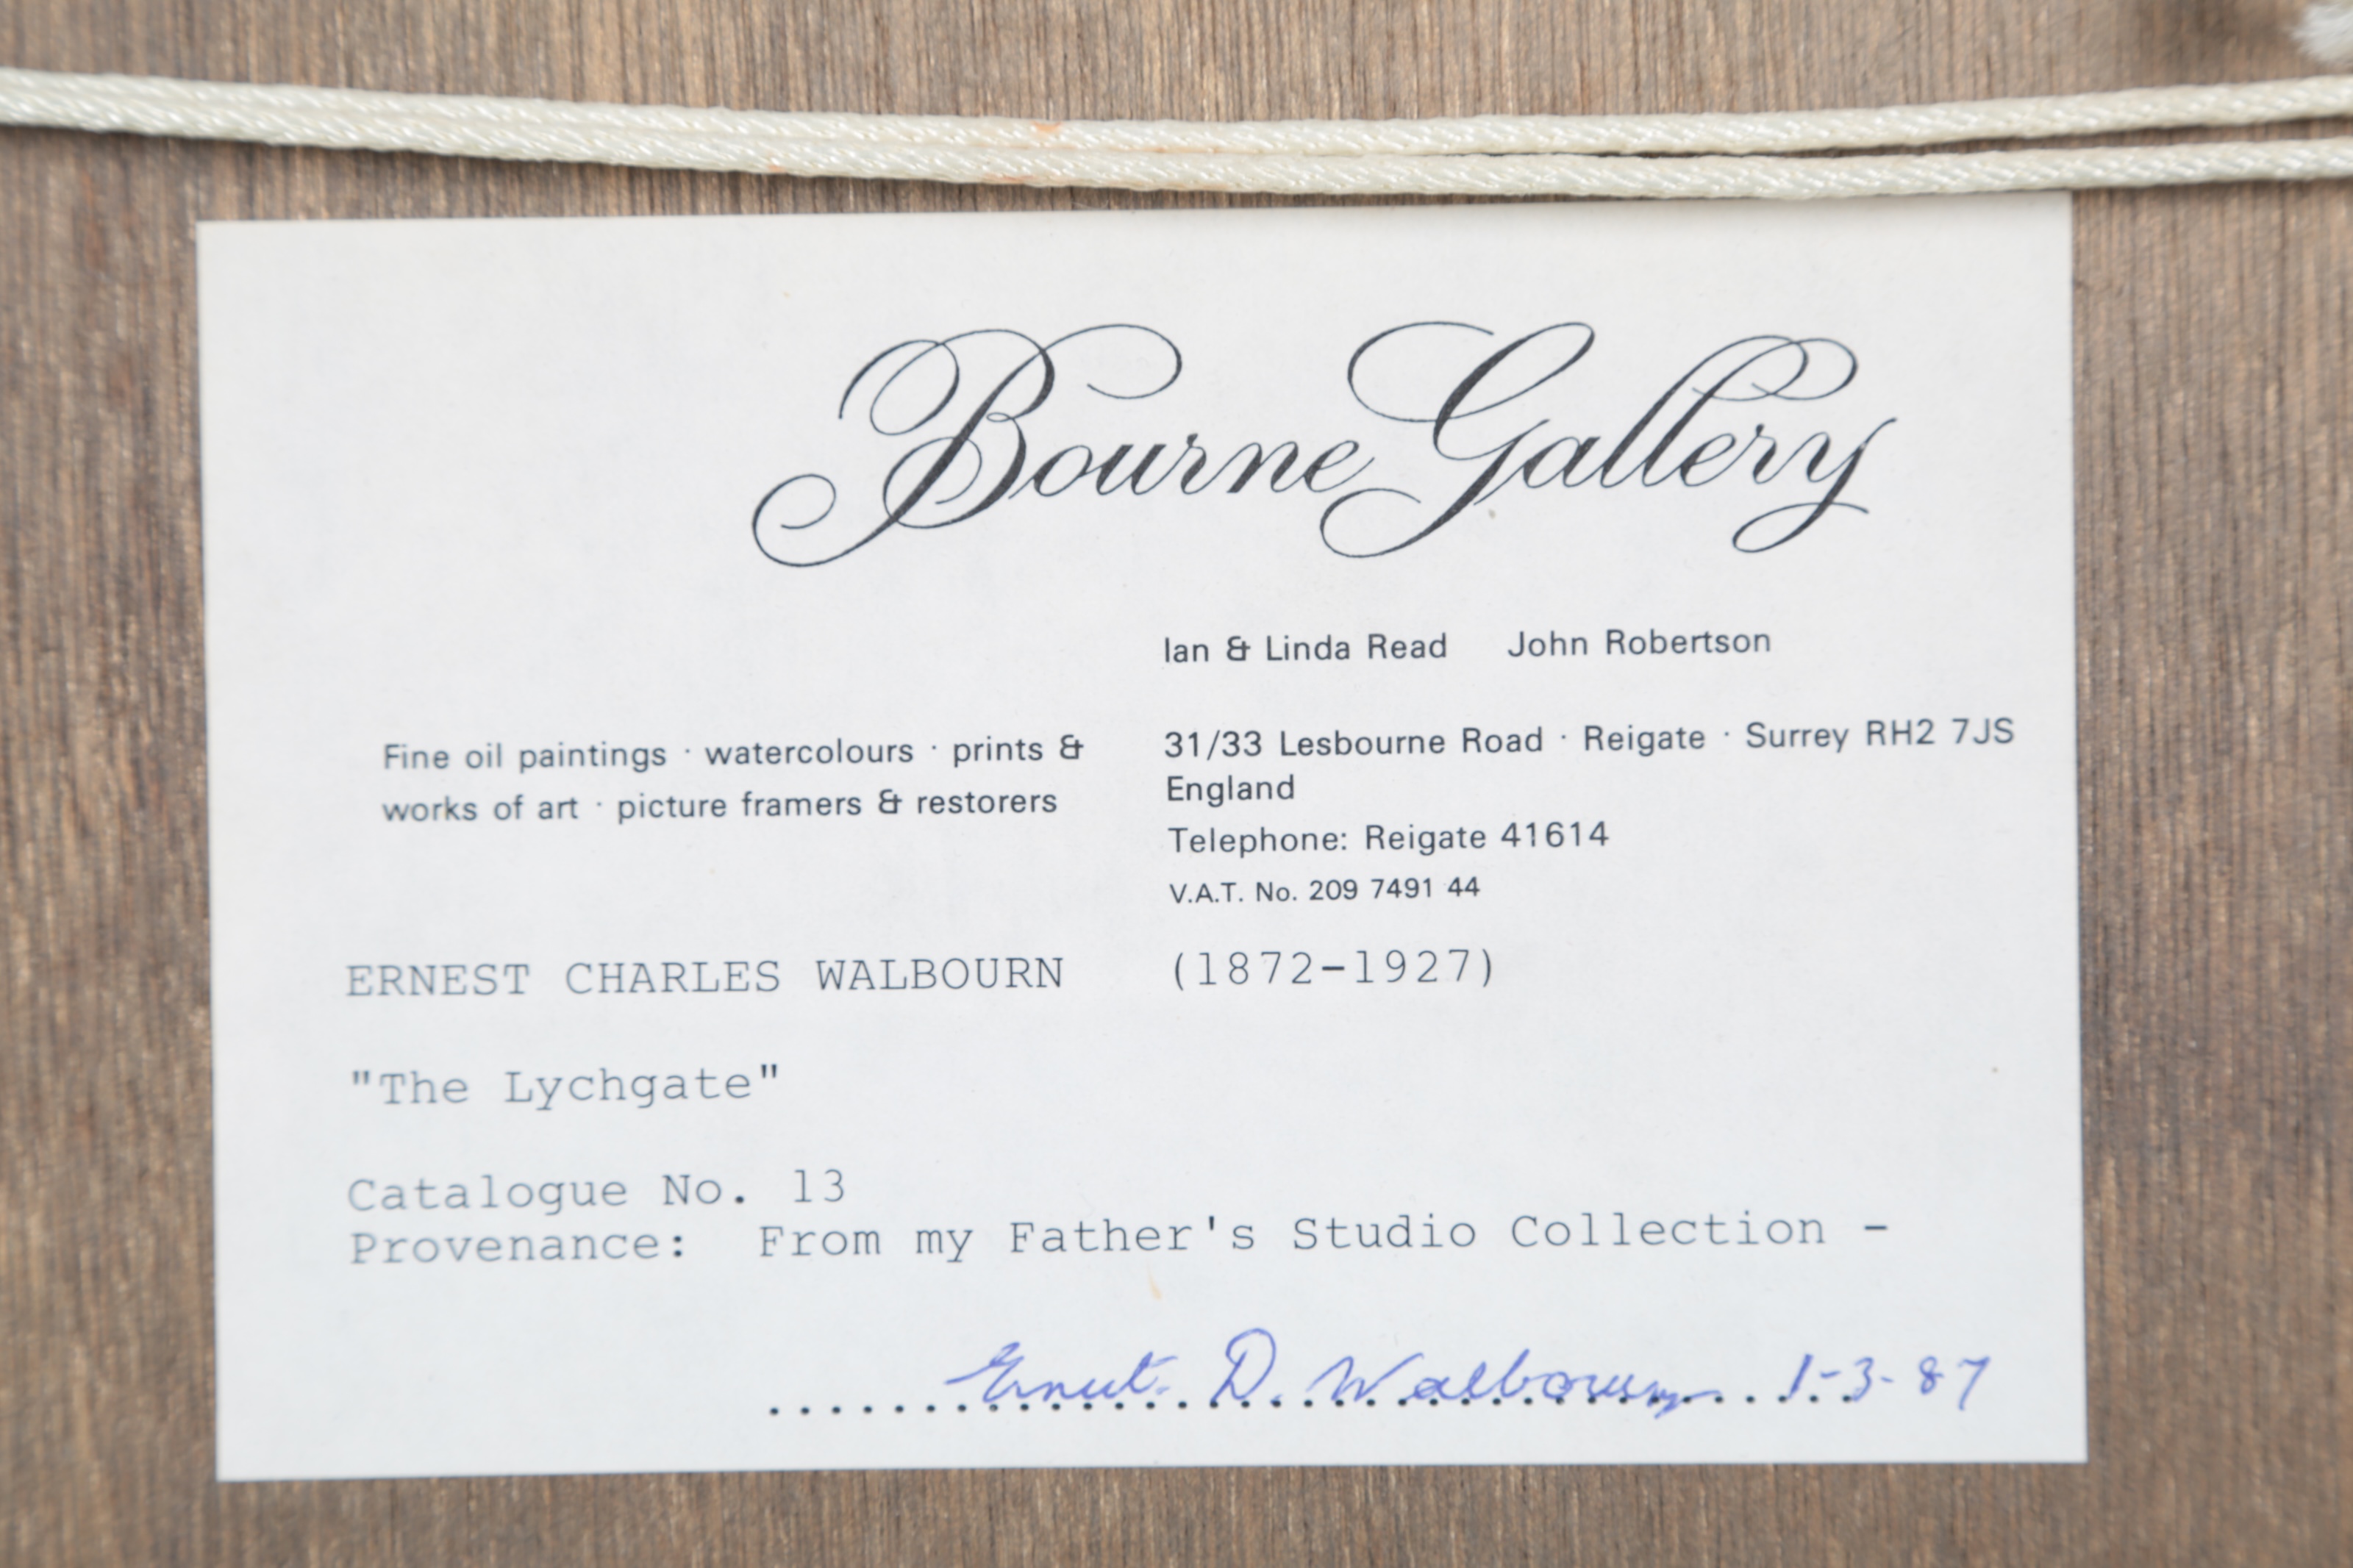 Bourne Gallery
Ian & Linda Read John Robertson
Fine oil paintings · watercolours · prints &
works of art · picture framers & restorers
31/33 Lesbourne Road · Reigate · Surrey RH2 7JS
England
Telephone: Reigate 41614
V.A.T. No. 209 7491 44
ERNEST CHARLES WALBOURN (1872-1927)
"The Lychgate"
Catalogue No. 13
Provenance: From my Father's Studio Collection -
Ernest. D. Walbourn 1-3-87